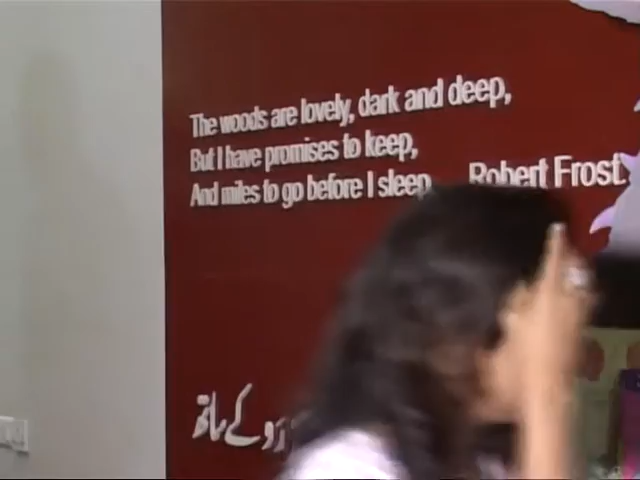 The woods are lovely, dark and deep,
But I have promises to keep,
And miles to go before I sleep
Robert Frost.
کے ساتھ